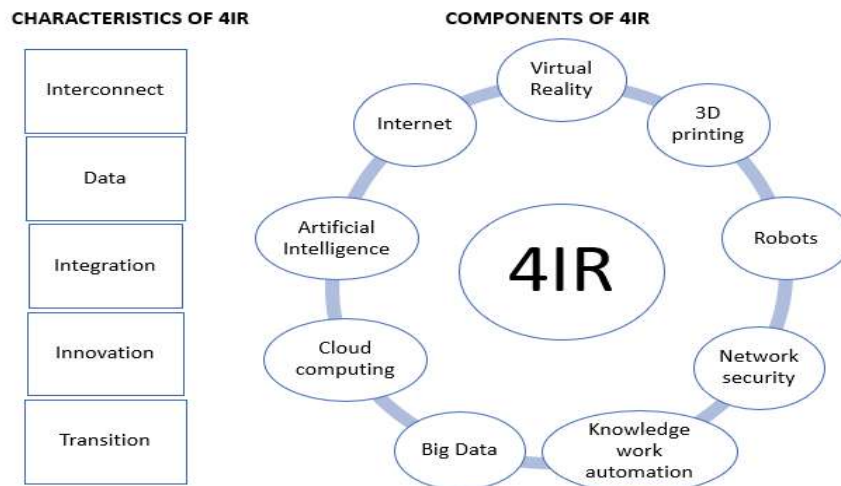 CHARACTERISTICS OF 4IR
Interconnect
Data
Integration
Innovation
Transition
COMPONENTS OF 4IR
Virtual
Reality
3D
printing
Robots
Network
security
Knowledge
work
automation
Big Data
Cloud
computing
Artificial
Intelligence
Internet
4IR